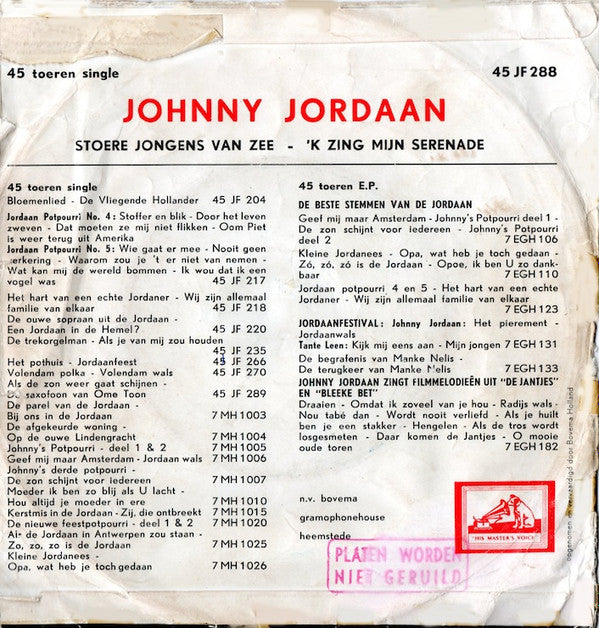 45 toeren single
45 JF 288
JOHNNY JORDAAN
STOERE JONGENS VAN ZEE - 'K ZING MIJN SERENADE
45 toeren single
Bloemenlied - De Vliegende Hollander 45 JF 204
Jordaan Potpourri No. 4: Stoffer en blik - Door het leven
zweven - Dat moeten ze mij niet flikken - Oom Piet
is weer terug uit Amerika
Jordaan Potpourri No. 5: Wie gaat er mee - Nooit geen
erkering - Waarom zou je 't er niet van nemen -
Wat kan mij de wereld bommen - Ik wou dat ik een
vogel was 45 JF 217
Het hart van een echte Jordaner - Wij zijn allemaal
familie van elkaar 45 JF 218
De ouwe sopraan uit de Jordaan -
Een Jordaan in de Hemel? 45 JF 220
De trekorgelman - Als je van mij zou houden
45 JF 235
Het pothuis - Jordaanfeest 45 JF 266
Volendam polka - Volendam wals 45 JF 270
Als de zon weer gaat schijnen -
De saxofoon van Ome Toon 45 JF 289
De parel van de Jordaan -
Bij ons in de Jordaan 7 MH 1003
De afgekeurde woning -
Op de ouwe Lindengracht 7 MH 1004
Johnny's Potpourri - deel 1 & 2 7 MH 1005
Geef mij maar Amsterdam - Jordaan wals 7 MH 1006
Johnny's derde potpourri -
De zon schijnt voor iedereen 7 MH 1007
Moeder ik ben zo blij als U lacht -
Hou altijd je moeder in ere 7 MH 1010
Kerstmis in de Jordaan - Zij, die ontbreekt 7 MH 1015
De nieuwe feestpotpourri - deel 1 & 2 7 MH 1020
Als de Jordaan in Antwerpen zou staan -
Zo, zo, zo is de Jordaan 7 MH 1025
Kleine Jordanees -
Opa, wat heb je toch gedaan 7 MH 1026
45 toeren E.P.
DE BESTE STEMMEN VAN DE JORDAAN
Geef mij maar Amsterdam - Johnny's Potpourri deel 1 -
De zon schijnt voor iedereen - Johnny's Potpourri
deel 2 7 EGH 106
Kleine Jordanees - Opa, wat heb je toch gedaan -
Zó, zó, zó is de Jordaan - Opoe, ik ben U zo dank-
baar 7 EGH 110
Jordaan potpourri 4 en 5 - Het hart van een echte
Jordaner - Wij zijn allemaal familie van elkaar
7 EGH 123
JORDAANFESTIVAL: Johnny Jordaan: Het pierement -
Jordaanwals
Tante Leen: Kijk mij eens aan - Mijn jongen 7 EGH 131
De begrafenis van Manke Nelis -
De terugkeer van Manke Nelis 7 EGH 133
JOHNNY JORDAAN ZINGT FILMMELODIEËN UIT "DE JANTJES"
EN "BLEEKE BET"
Draaien - Omdat ik zoveel van je hou - Radijs wals -
Nou tabé dan - Wordt nooit verliefd - Als je huilt
ben je een stakker - Hengelen - Als de tros wordt
losgesmeten - Daar komen de Jantjes - O mooie
oude toren 7 EGH 182
n.v. bovema
gramophonehouse
heemstede
"HIS MASTER'S VOICE"
opgenomen en vervaardigd door Bovema Holland
PLATEN WORDEN
NIET GERUILD